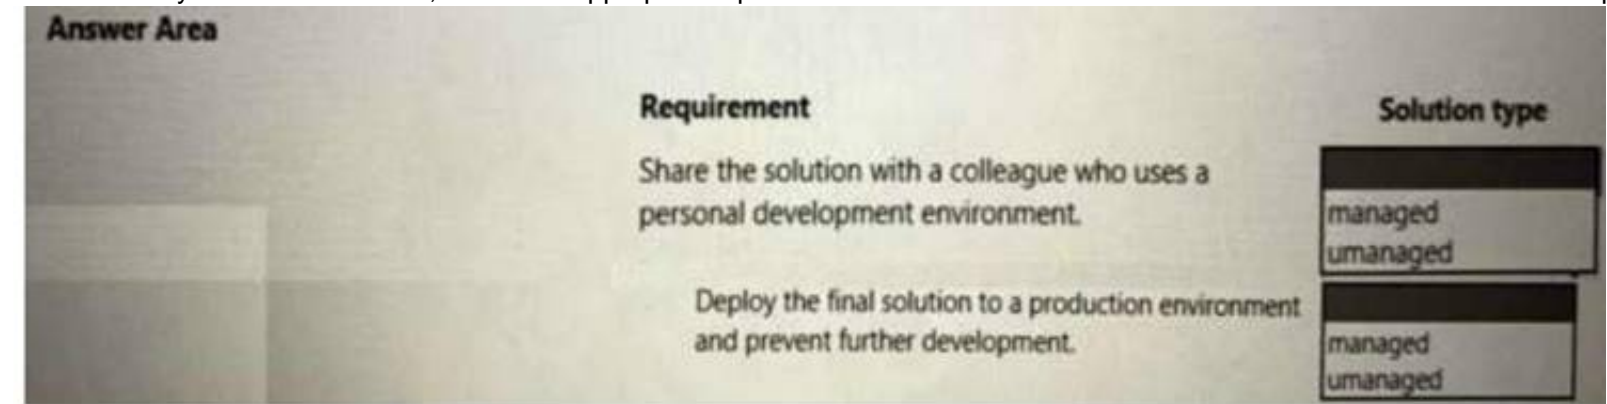 Answer Area
Requirement
Solution type
Share the solution with a colleague who uses a
personal development environment.
managed
umanaged
Deploy the final solution to a production environment
and prevent further development.
managed
umanaged